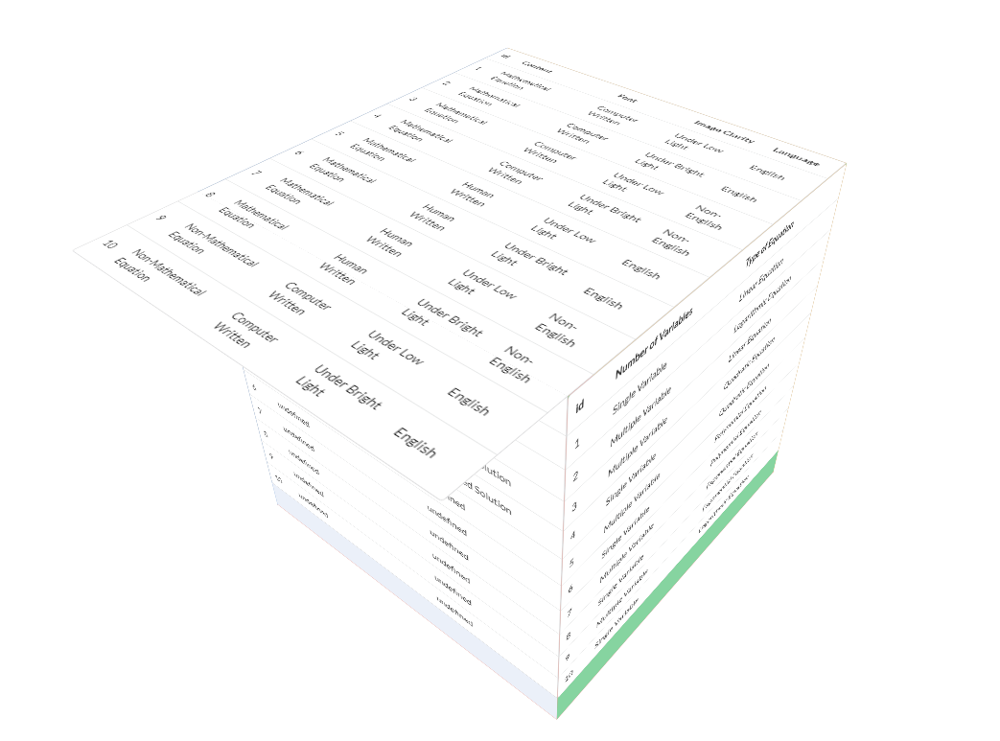 id Content Font Image Clarity Language
1 Mathematical Equation Computer Written Under Low Light English
2 Mathematical Equation Computer Written Under Bright Light English
3 Mathematical Equation Computer Written Under Low Light Non-English
4 Mathematical Equation Computer Written Under Bright Light Non-English
5 Mathematical Equation Human Written Under Low Light English
6 Mathematical Equation Human Written Under Bright Light English
7 Mathematical Equation Human Written Under Low Light Non-English
8 Mathematical Equation Human Written Under Bright Light Non-English
9 Non-Mathematical Equation Computer Written Under Low Light English
10 Non-Mathematical Equation Computer Written Under Bright Light English
id Number of Variables Type of Equation
1 Single Variable Linear Equation
2 Multiple Variable Logarithmic Equation
3 Multiple Variable Linear Equation
4 Single Variable Quadratic Equation
5 Multiple Variable Quadratic Equation
6 Single Variable Polynomial Equation
7 Multiple Variable Polynomial Equation
8 Single Variable Exponential Equation
9 Multiple Variable Exponential Equation
10 Single Variable Logarithmic Equation
Solution
ed Solution
ined
6 undefined undefined
7 undefined undefined
8 undefined undefined
9 undefined undefined
10 undefined undefined